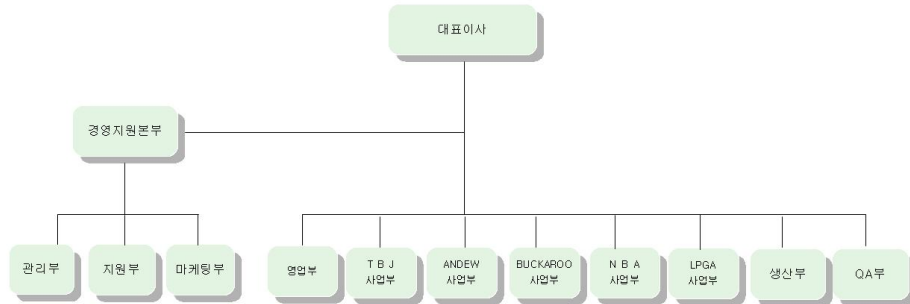 대표이사
경영지원본부
관리부
지원부
마케팅부
영업부
T B J
사업부
ANDEW
사업부
BUCKAROO
사업부
N B A
사업부
LPGA
사업부
생산부
QA부